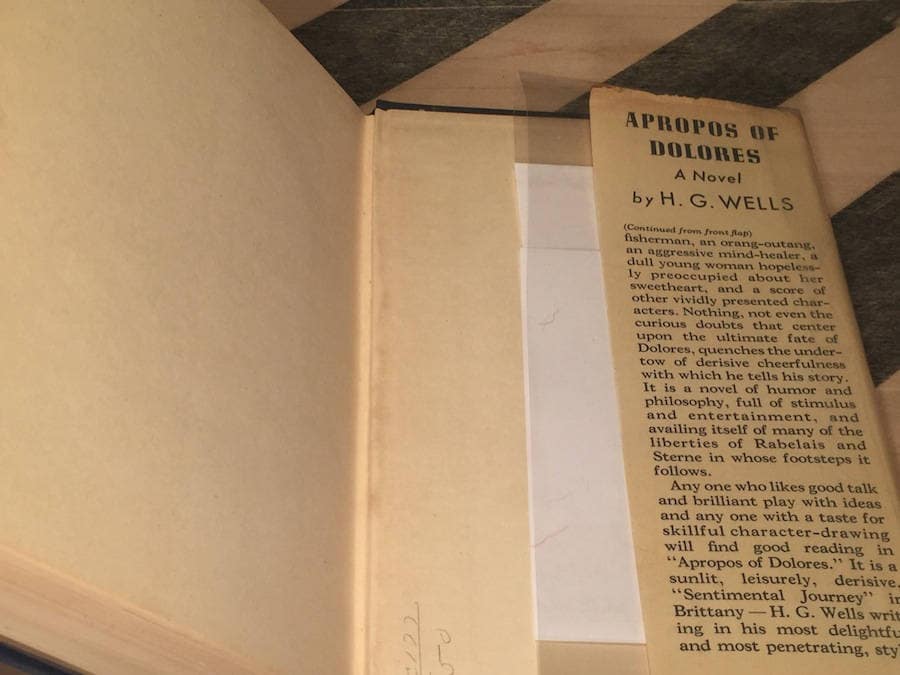 APROPOS OF
DOLORES
A Novel
by H. G. WELLS
(Continued from front flap)
fisherman, an orang-outang,
an aggressive mind-healer, a
dull young woman hopeless-
ly preoccupied about her
sweetheart, and a score of
other vividly presented char-
acters. Nothing, not even the
curious doubts that center
upon the ultimate fate of
Dolores, quenches the under-
tow of derisive cheerfulness
with which he tells his story.
It is a novel of humor and
philosophy, full of stimulus
and entertainment, and
availing itself of many of the
liberties of Rabelais and
Sterne in whose footsteps it
follows.
Any one who likes good talk
and brilliant play with ideas
and any one with a taste for
skillful character-drawing
will find good reading in
"Apropos of Dolores." It is a
sunlit, leisurely, derisive,
"Sentimental Journey" in
Brittany — H. G. Wells writ
ing in his most delightfu
and most penetrating, sty